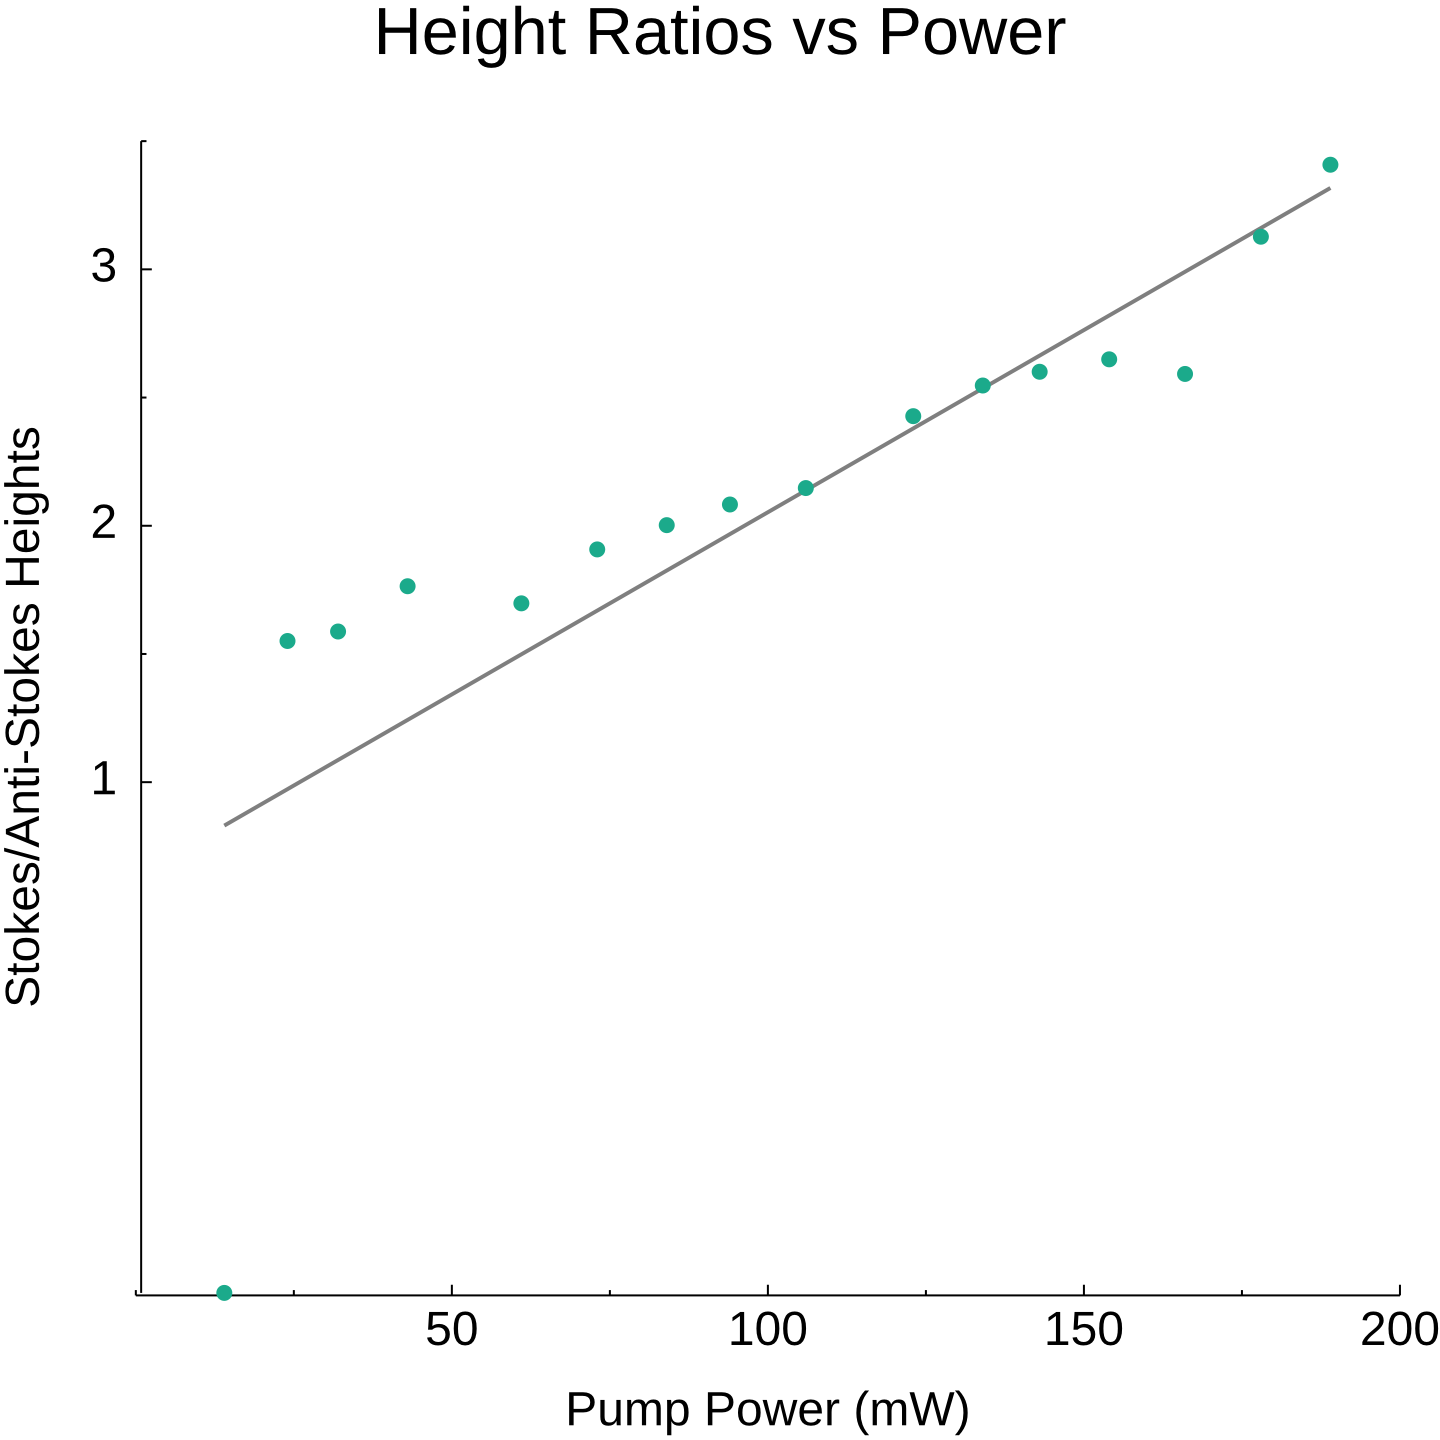 Height Ratios vs Power
Stokes/Anti-Stokes Heights
3
2
1
50 100 150 200
Pump Power (mW)